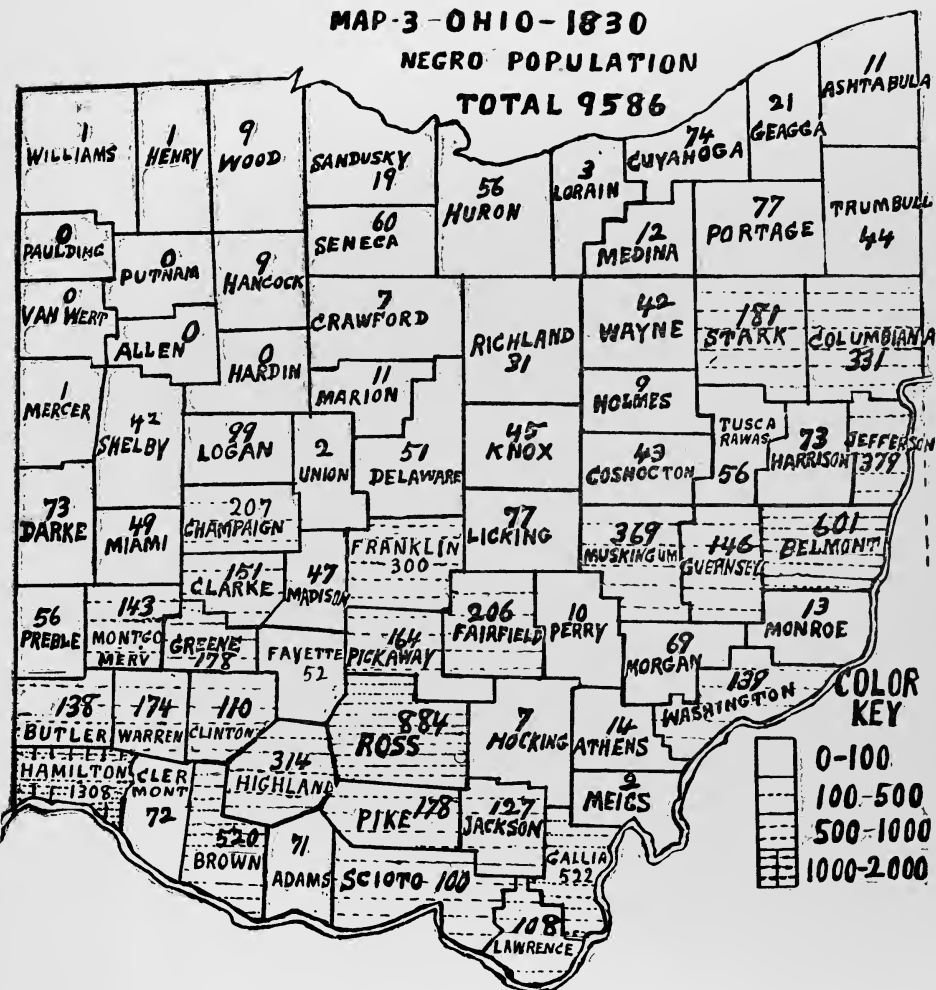 MAP-3-OHIO-1830
NEGRO POPULATION
TOTAL 9586
1
WILLIAMS
1
HENRY
9
WOOD
SANDUSKY
19
56
HURON
3
LORAIN
74
CUYAHOGA
21
GEAGGA
11
ASHTABULA
0
PAULDING
0
PUTNAM
9
HANCOCK
60
SENECA
12
MEDINA
77
PORTAGE
TRUMBULL
44
0
VAN WERT
0
ALLEN
0
HARDIN
7
CRAWFORD
RICHLAND
31
42
WAYNE
181
STARK
COLUMBIANA
331
1
MERCER
42
SHELBY
99
LOGAN
11
MARION
2
UNION
51
DELAWARE
45
KNOX
9
HOLMES
43
COSHOCTON
TUSCA
RAWAS
56
73
HARRISON
JEFFERSON
379
73
DARKE
49
MIAMI
207
CHAMPAIGN
FRANKLIN
300
77
LICKING
369
MUSKINGUM
146
GUERNSEY
601
BELMONT
56
PREBLE
143
MONTGO
MERY
151
CLARKE
GREENE
178
47
MADISON
FAYETTE
52
164
PICKAWAY
206
FAIRFIELD
10
PERRY
69
MORGAN
13
MONROE
139
WASHINGTON
138
BUTLER
174
WARREN
110
CLINTON
314
HIGHLAND
884
ROSS
7
HOCKING
14
ATHENS
HAMILTON
1308
CLER
MONT
72
520
BROWN
71
ADAMS
PIKE 178
127
JACKSON
2
MEIGS
SCIOTO 100
GALLIA
522
108
LAWRENCE
COLOR
KEY
0-100
100-500
500-1000
1000-2000